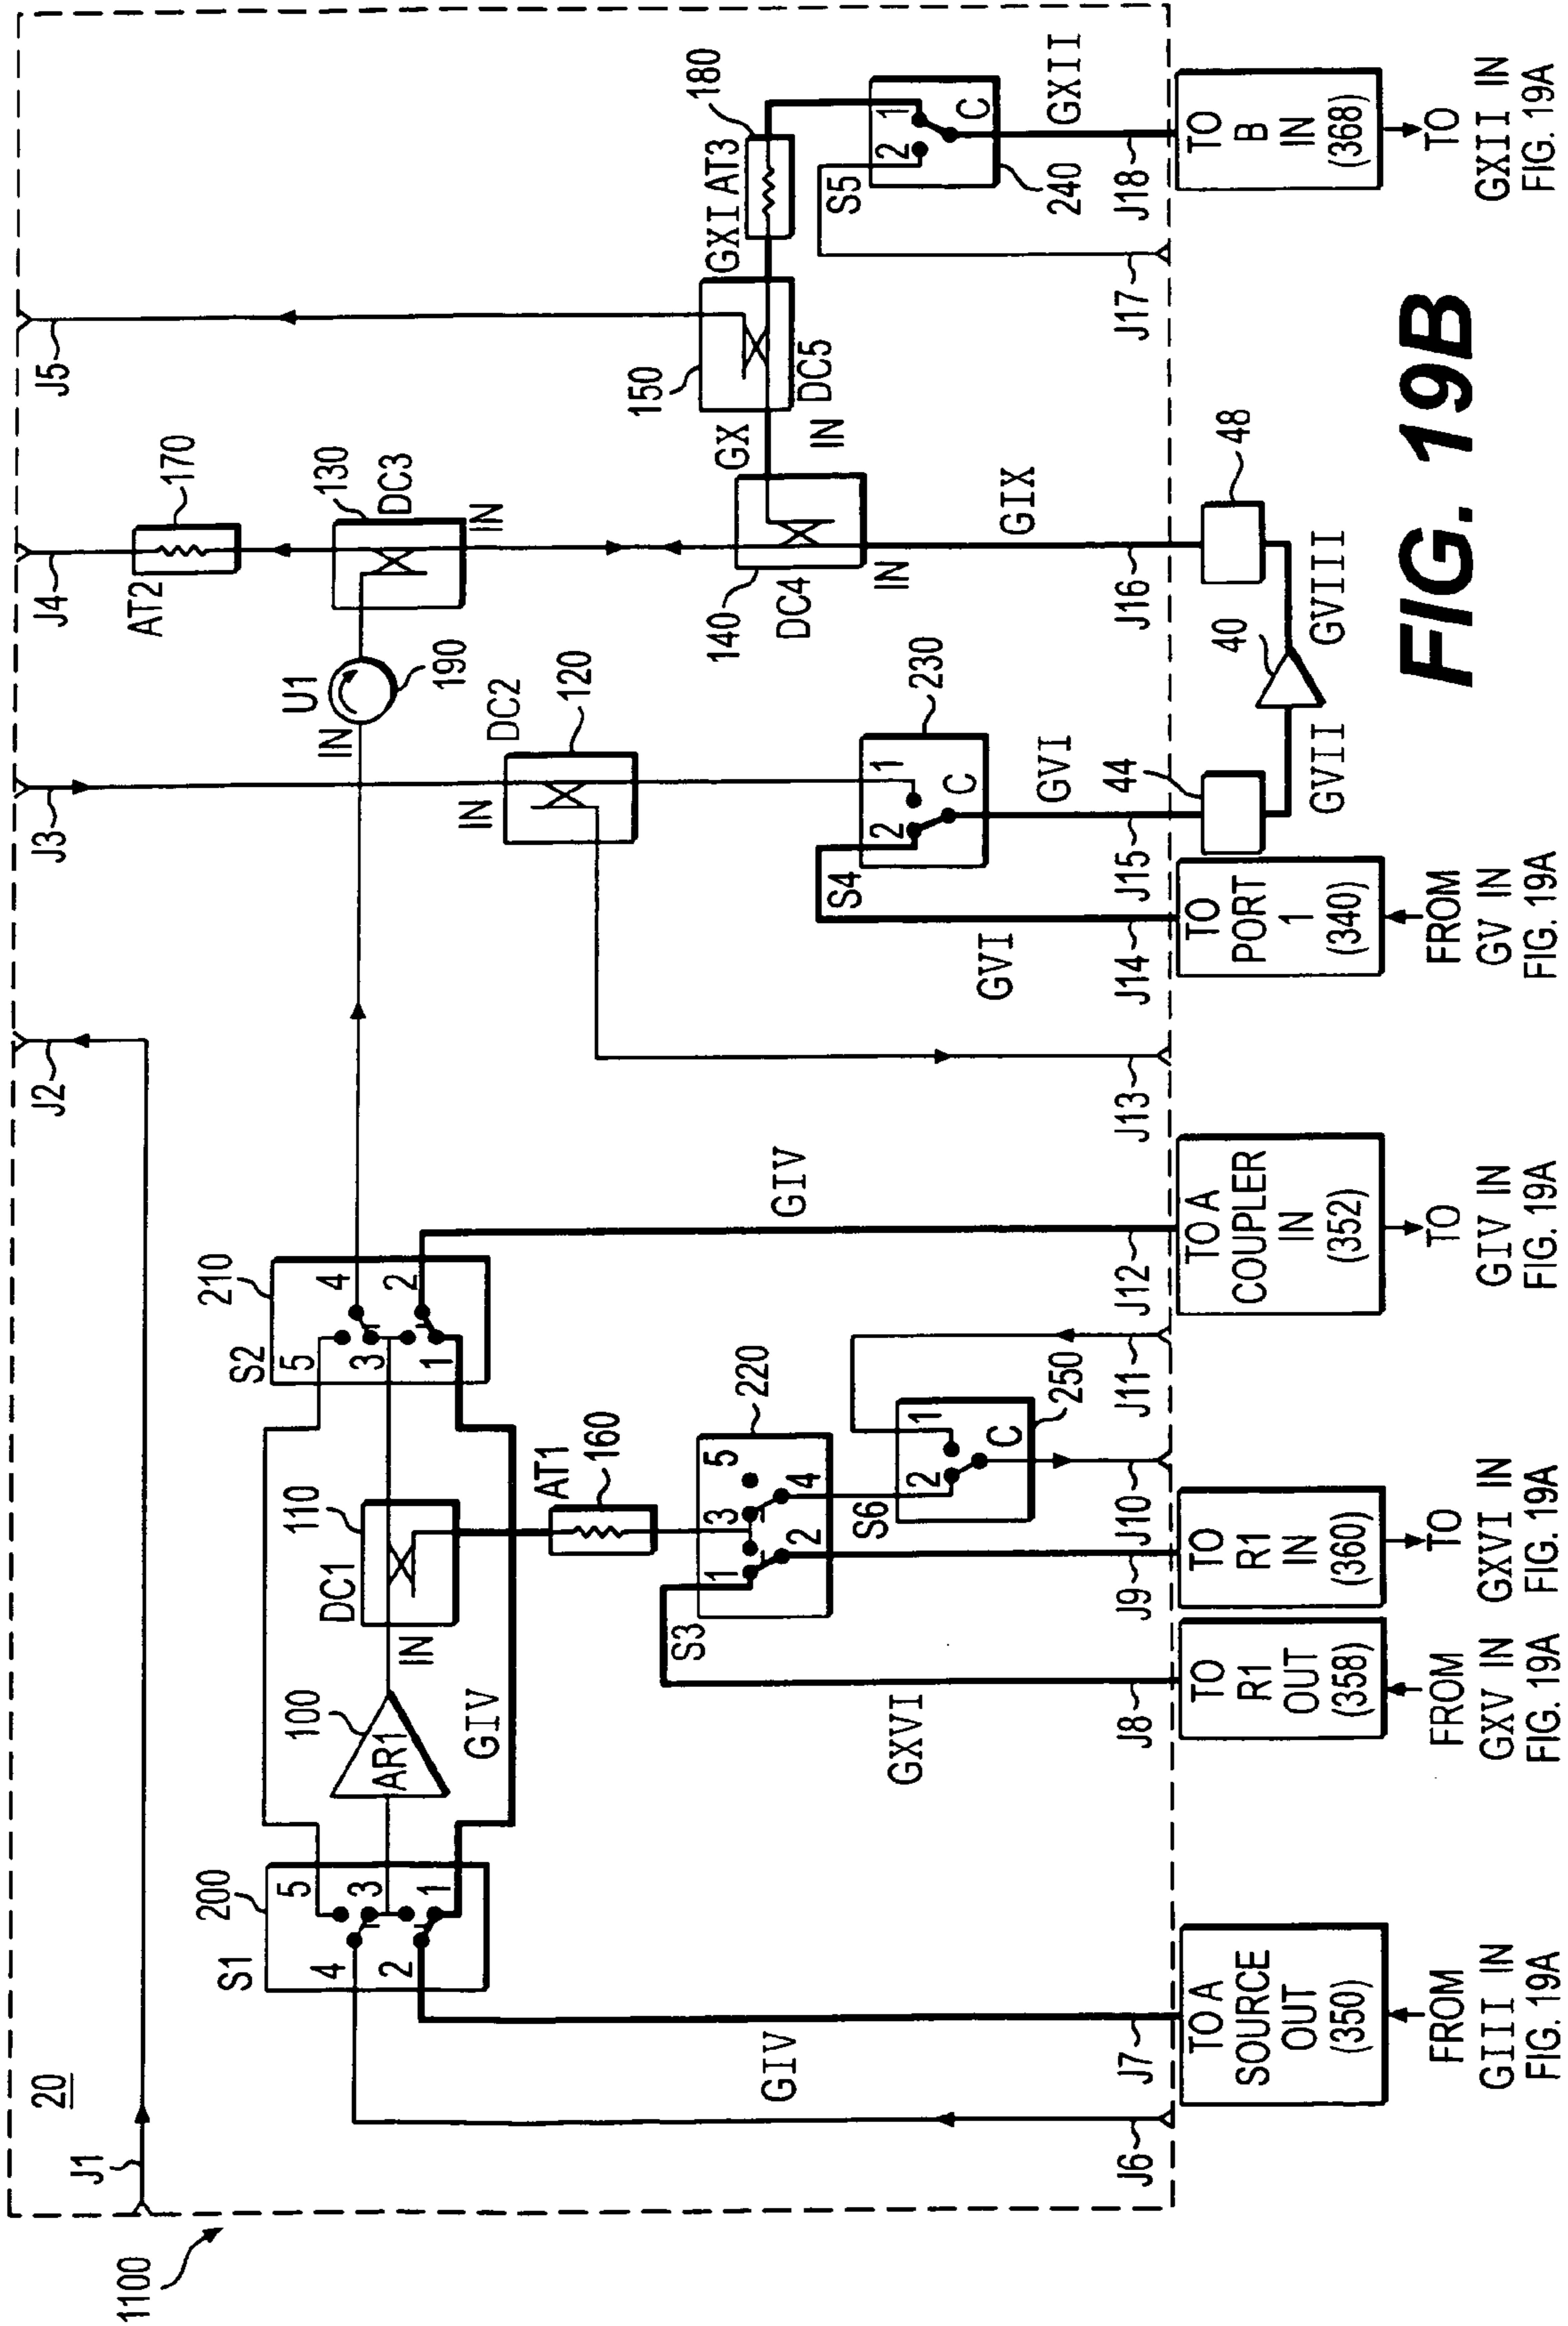 1100
20
J1
J2
J3
J4
J5
S1
200
5
3
1
4
2
100
AR1
IN
DC1
110
GIV
S2
210
5
3
1
4
2
AT1
160
S3
220
1
3
5
2
4
S6
2
1
C
250
GIV
GIV
GXVI
U1
IN
190
AT2
170
130
DC3
IN
DC2
120
IN
140
DC4
IN
GX
150
DC5
IN
GXI
AT3
180
S4
2
1
C
230
S5
2
1
C
240
GVI
GVI
GIX
GXII
J6
J7
J8
J9
J10
J11
J12
J13
J14
J15
J16
J17
J18
44
GVII
40
GVIII
48
TO A
SOURCE
OUT
(350)
FROM
GIII IN
FIG. 19A
TO
R1
OUT
(358)
FROM
GXV IN
FIG. 19A
TO
R1
IN
(360)
TO
GXVI IN
FIG. 19A
TO A
COUPLER
IN
(352)
TO
GIV IN
FIG. 19A
TO
PORT
1
(340)
FROM
GV IN
FIG. 19A
TO
B
IN
(368)
TO
GXII IN
FIG. 19A
FIG. 19B